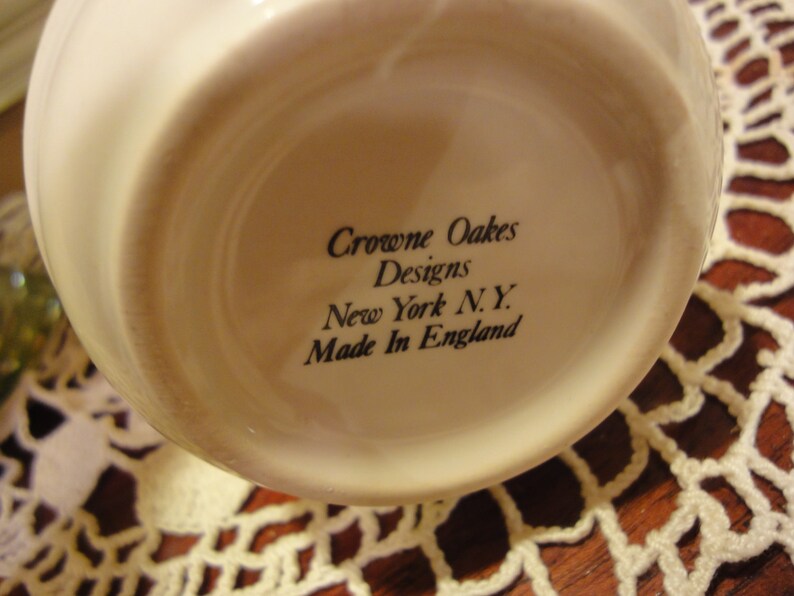 Crowne Oakes
Designs
New York N.Y.
Made In England